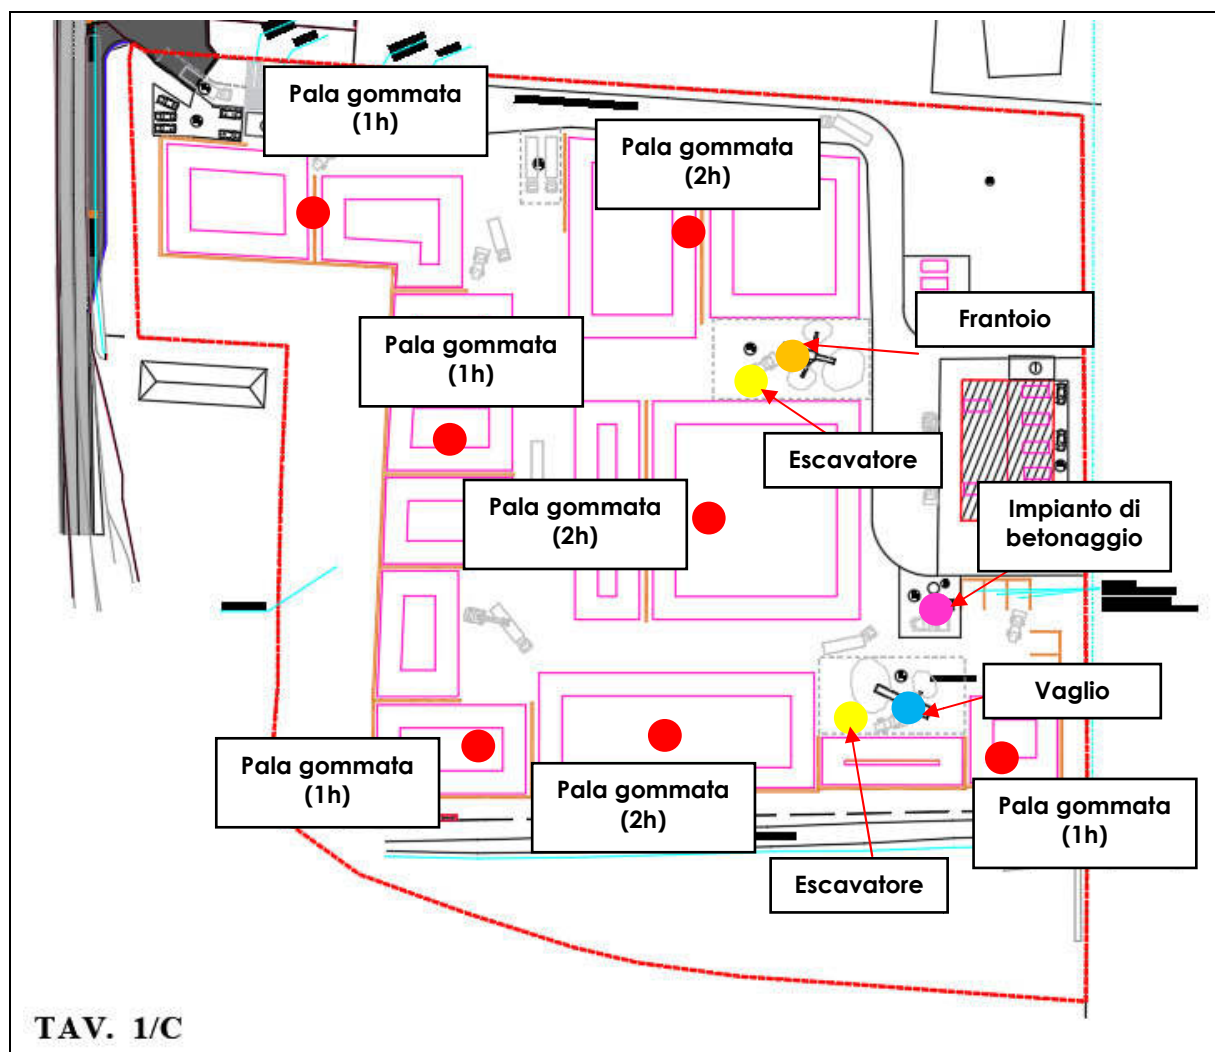 Pala gommata
(1h)
Pala gommata
(2h)
Frantoio
Pala gommata
(1h)
Escavatore
Pala gommata
(2h)
Impianto di
betonaggio
Vaglio
Pala gommata
(1h)
Pala gommata
(2h)
Pala gommata
(1h)
Escavatore
TAV. 1/C